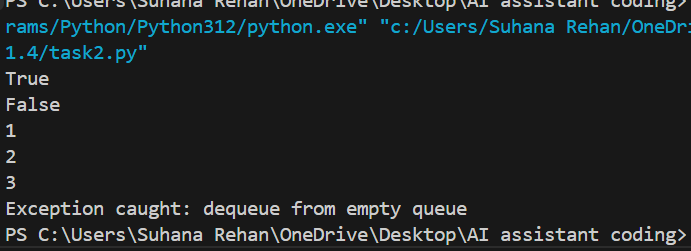 PS C:\Users\Suhana Rehan\OneDrive\Desktop\AI assistant coding>
rams/Python/Python312/python.exe" "c:/Users/Suhana Rehan/OneDri
1.4/task2.py"
True
False
1
2
3
Exception caught: dequeue from empty queue
PS C:\Users\Suhana Rehan\OneDrive\Desktop\AI assistant coding>